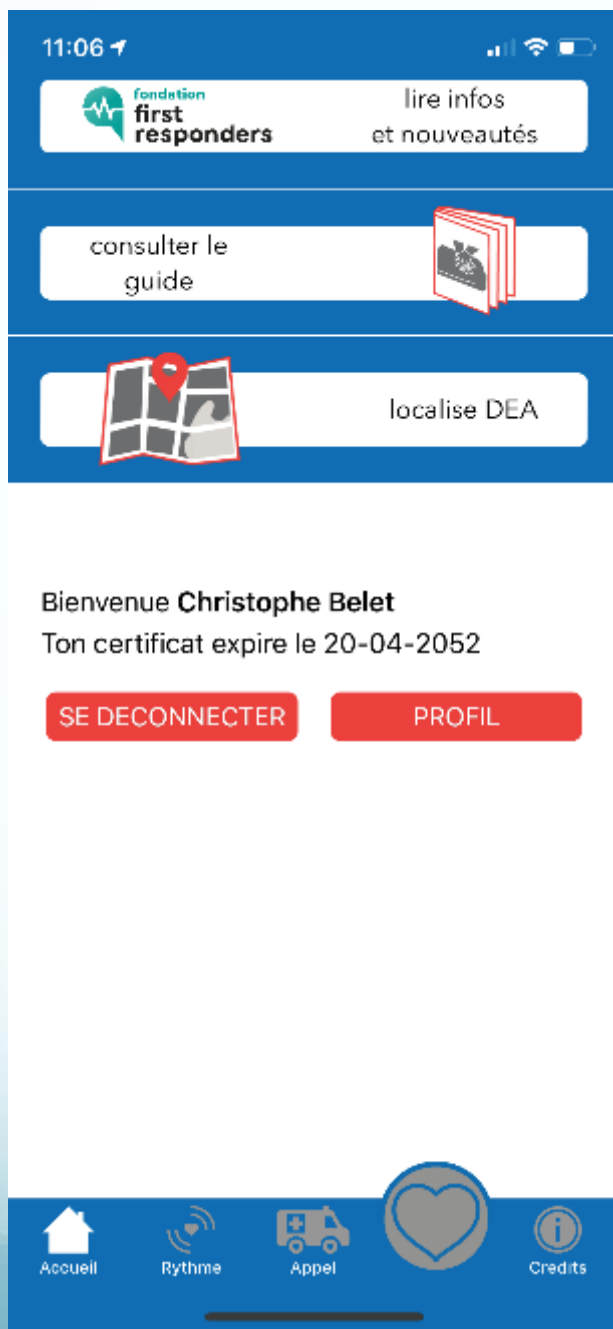 11:06
fondation
first
responders
lire infos
et nouveautés
consulter le
guide
localise DEA
Bienvenue Christophe Belet
Ton certificat expire le 20-04-2052
SE DECONNECTER
PROFIL
Accueil
Rythme
Appel
Credits